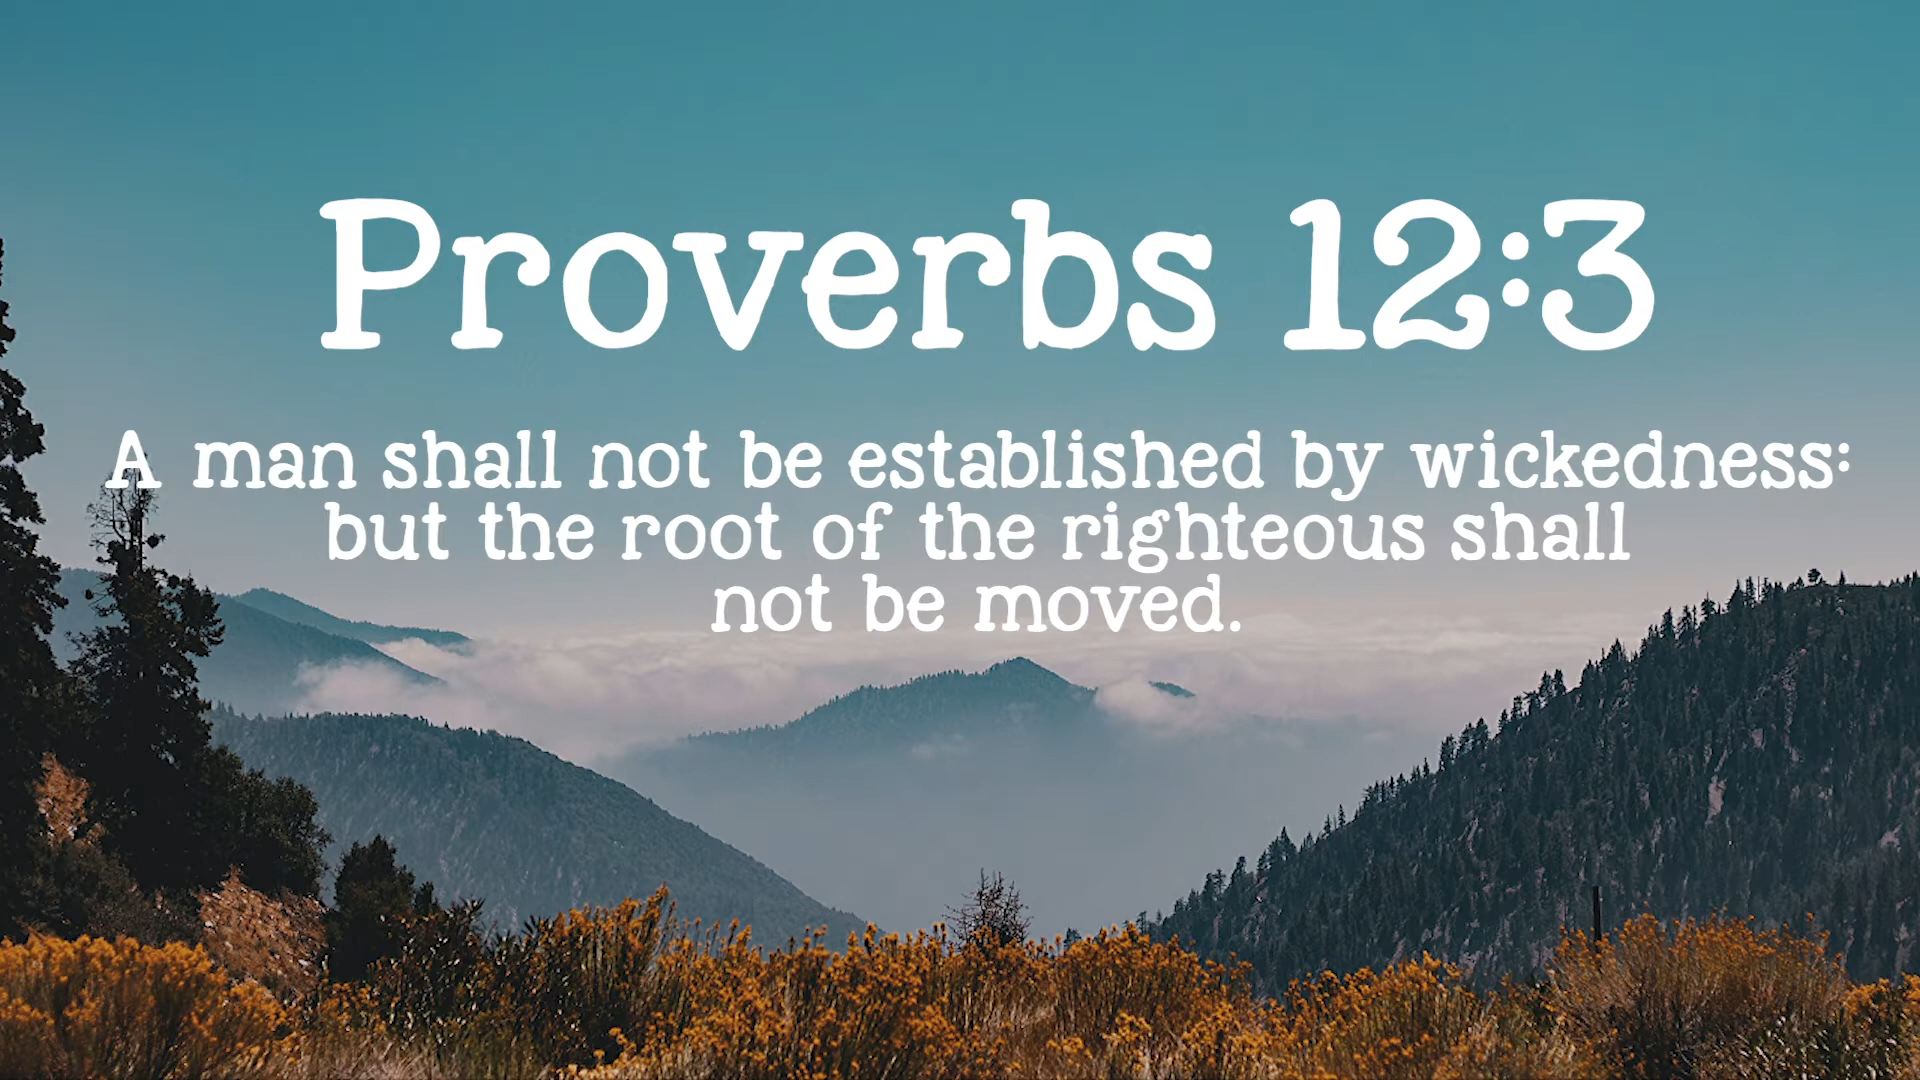 Proverbs 12:3
A man shall not be established by wickedness:
but the root of the righteous shall
not be moved.